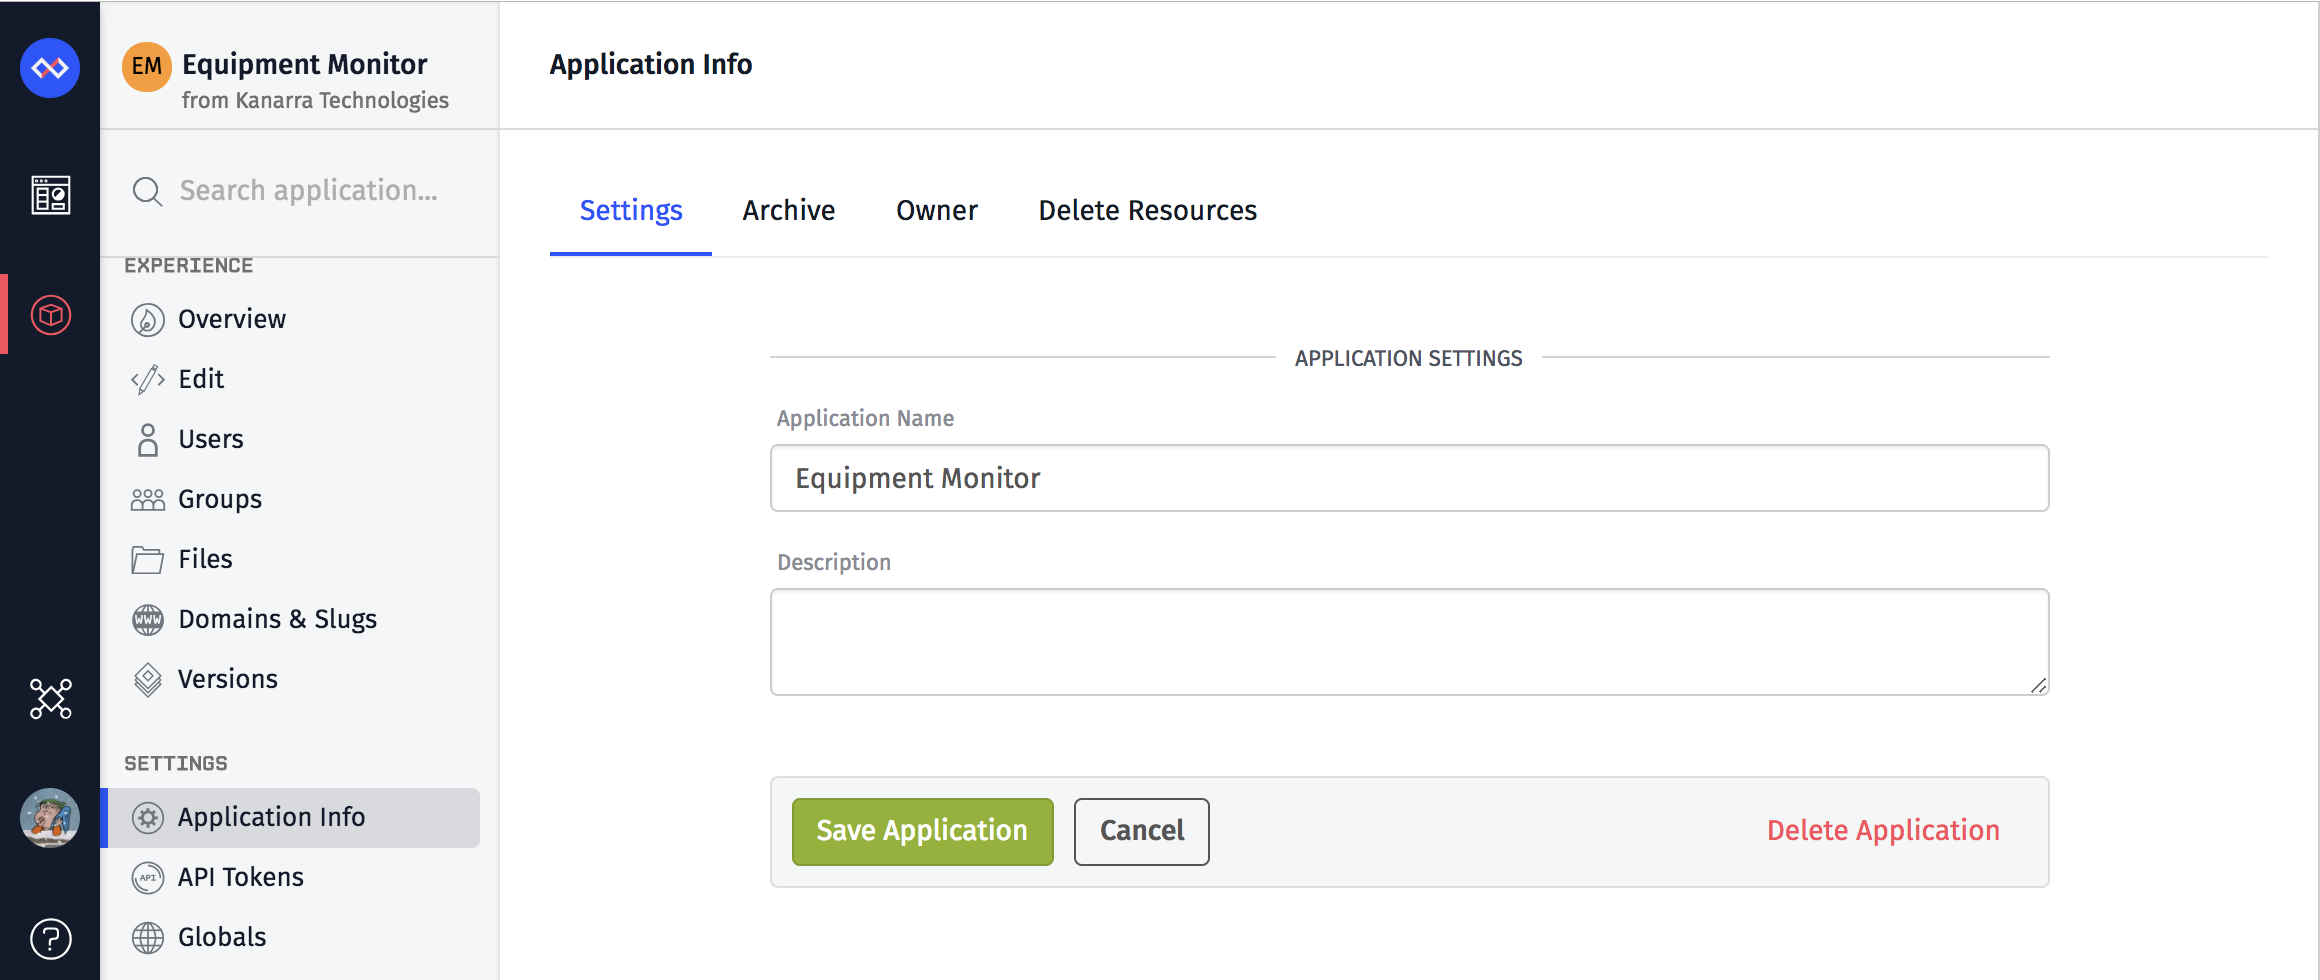 EM
Equipment Monitor
from Kanarra Technologies
Search application...
EXPERIENCE
Overview
Edit
Users
Groups
Files
WWW
Domains & Slugs
Versions
SETTINGS
Application Info
API
API Tokens
Globals
?
Application Info
Settings
Archive
Owner
Delete Resources
APPLICATION SETTINGS
Application Name
Equipment Monitor
Description
Save Application
Cancel
Delete Application